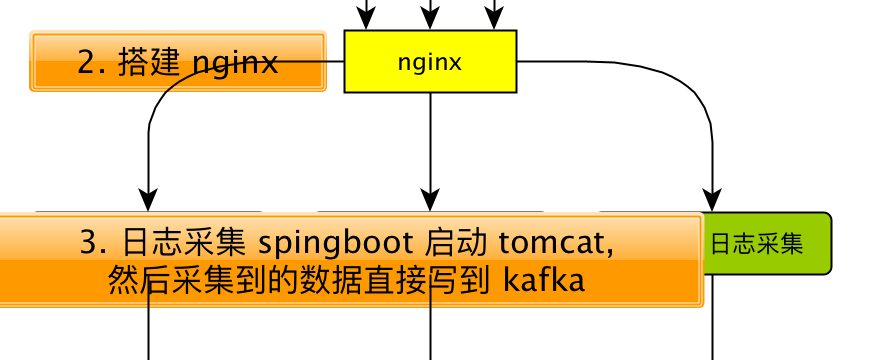 2. 搭建 nginx
nginx
3. 日志采集 spingboot 启动 tomcat,
然后采集到的数据直接写到 kafka
日志采集